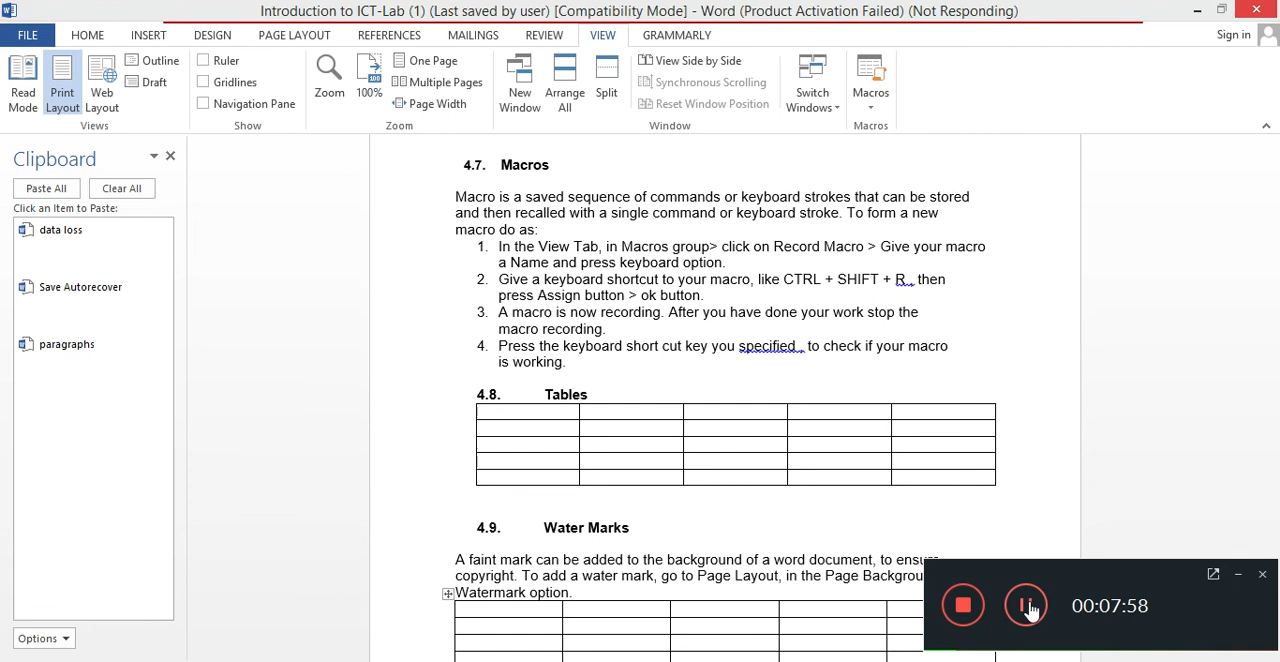 Introduction to ICT-Lab (1) (Last saved by user) [Compatibility Mode] - Word (Product Activation Failed) (Not Responding)
FILE HOME INSERT DESIGN PAGE LAYOUT REFERENCES MAILINGS REVIEW VIEW GRAMMARLY Sign in
Read Mode
Print Layout
Web Layout
Outline
Draft
Views
Ruler
Gridlines
Navigation Pane
Show
Zoom
100%
One Page
Multiple Pages
Page Width
Zoom
New Window
Arrange All
Split
View Side by Side
Synchronous Scrolling
Reset Window Position
Window
Switch Windows
Macros
Macros
Clipboard
Paste All Clear All
Click an Item to Paste:
data loss
Save Autorecover
paragraphs
Options
4.7. Macros
Macro is a saved sequence of commands or keyboard strokes that can be stored
and then recalled with a single command or keyboard stroke. To form a new
macro do as:
1. In the View Tab, in Macros group> click on Record Macro > Give your macro
a Name and press keyboard option.
2. Give a keyboard shortcut to your macro, like CTRL + SHIFT + R , then
press Assign button > ok button.
3. A macro is now recording. After you have done your work stop the
macro recording.
4. Press the keyboard short cut key you specified , to check if your macro
is working.
4.8. Tables
4.9. Water Marks
A faint mark can be added to the background of a word document, to
copyright. To add a water mark, go to Page Layout, in the Page
Watermark option.
00:07:58